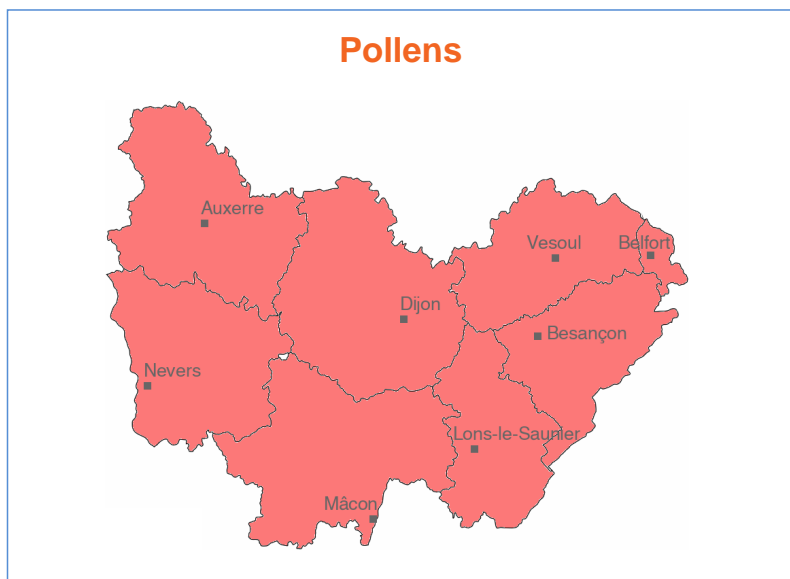 Pollens
Auxerre
Vesoul
Belfort
Dijon
Besançon
Nevers
Lons-le-Saunier
Mâcon